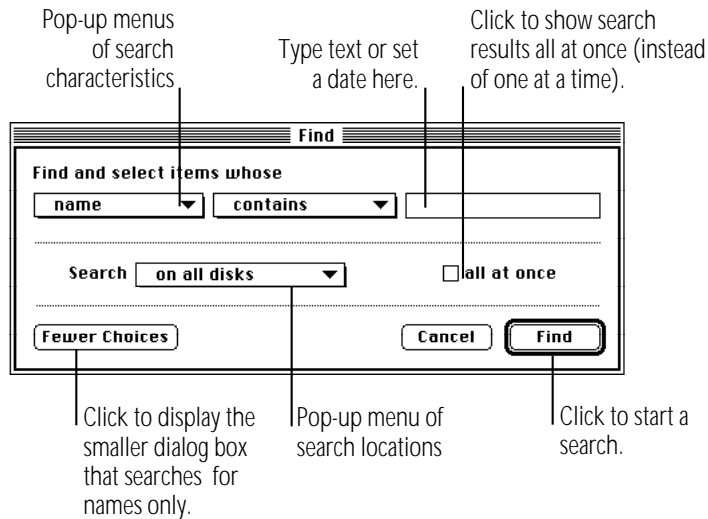 Pop-up menus
of search
characteristics
Type text or set
a date here.
Click to show search
results all at once (instead
of one at a time).
Find
Find and select items whose
name
contains
Search
on all disks
all at once
Fewer Choices
Cancel
Find
Click to display the
smaller dialog box
that searches for
names only.
Pop-up menu of
search locations
Click to start a
search.